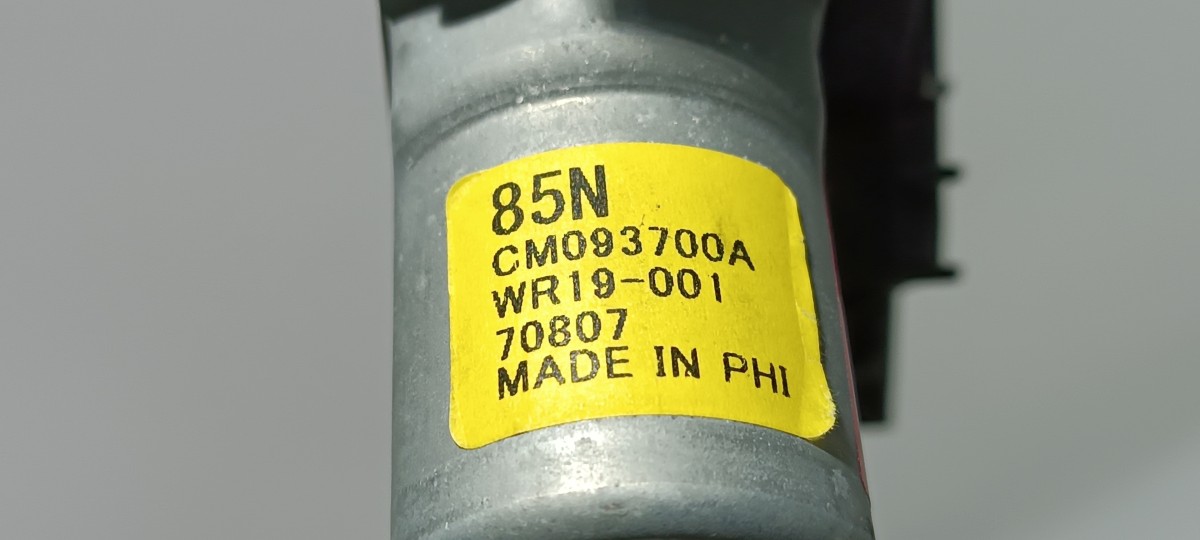 85N
CM093700A
WR19-001
70807
MADE IN PHI